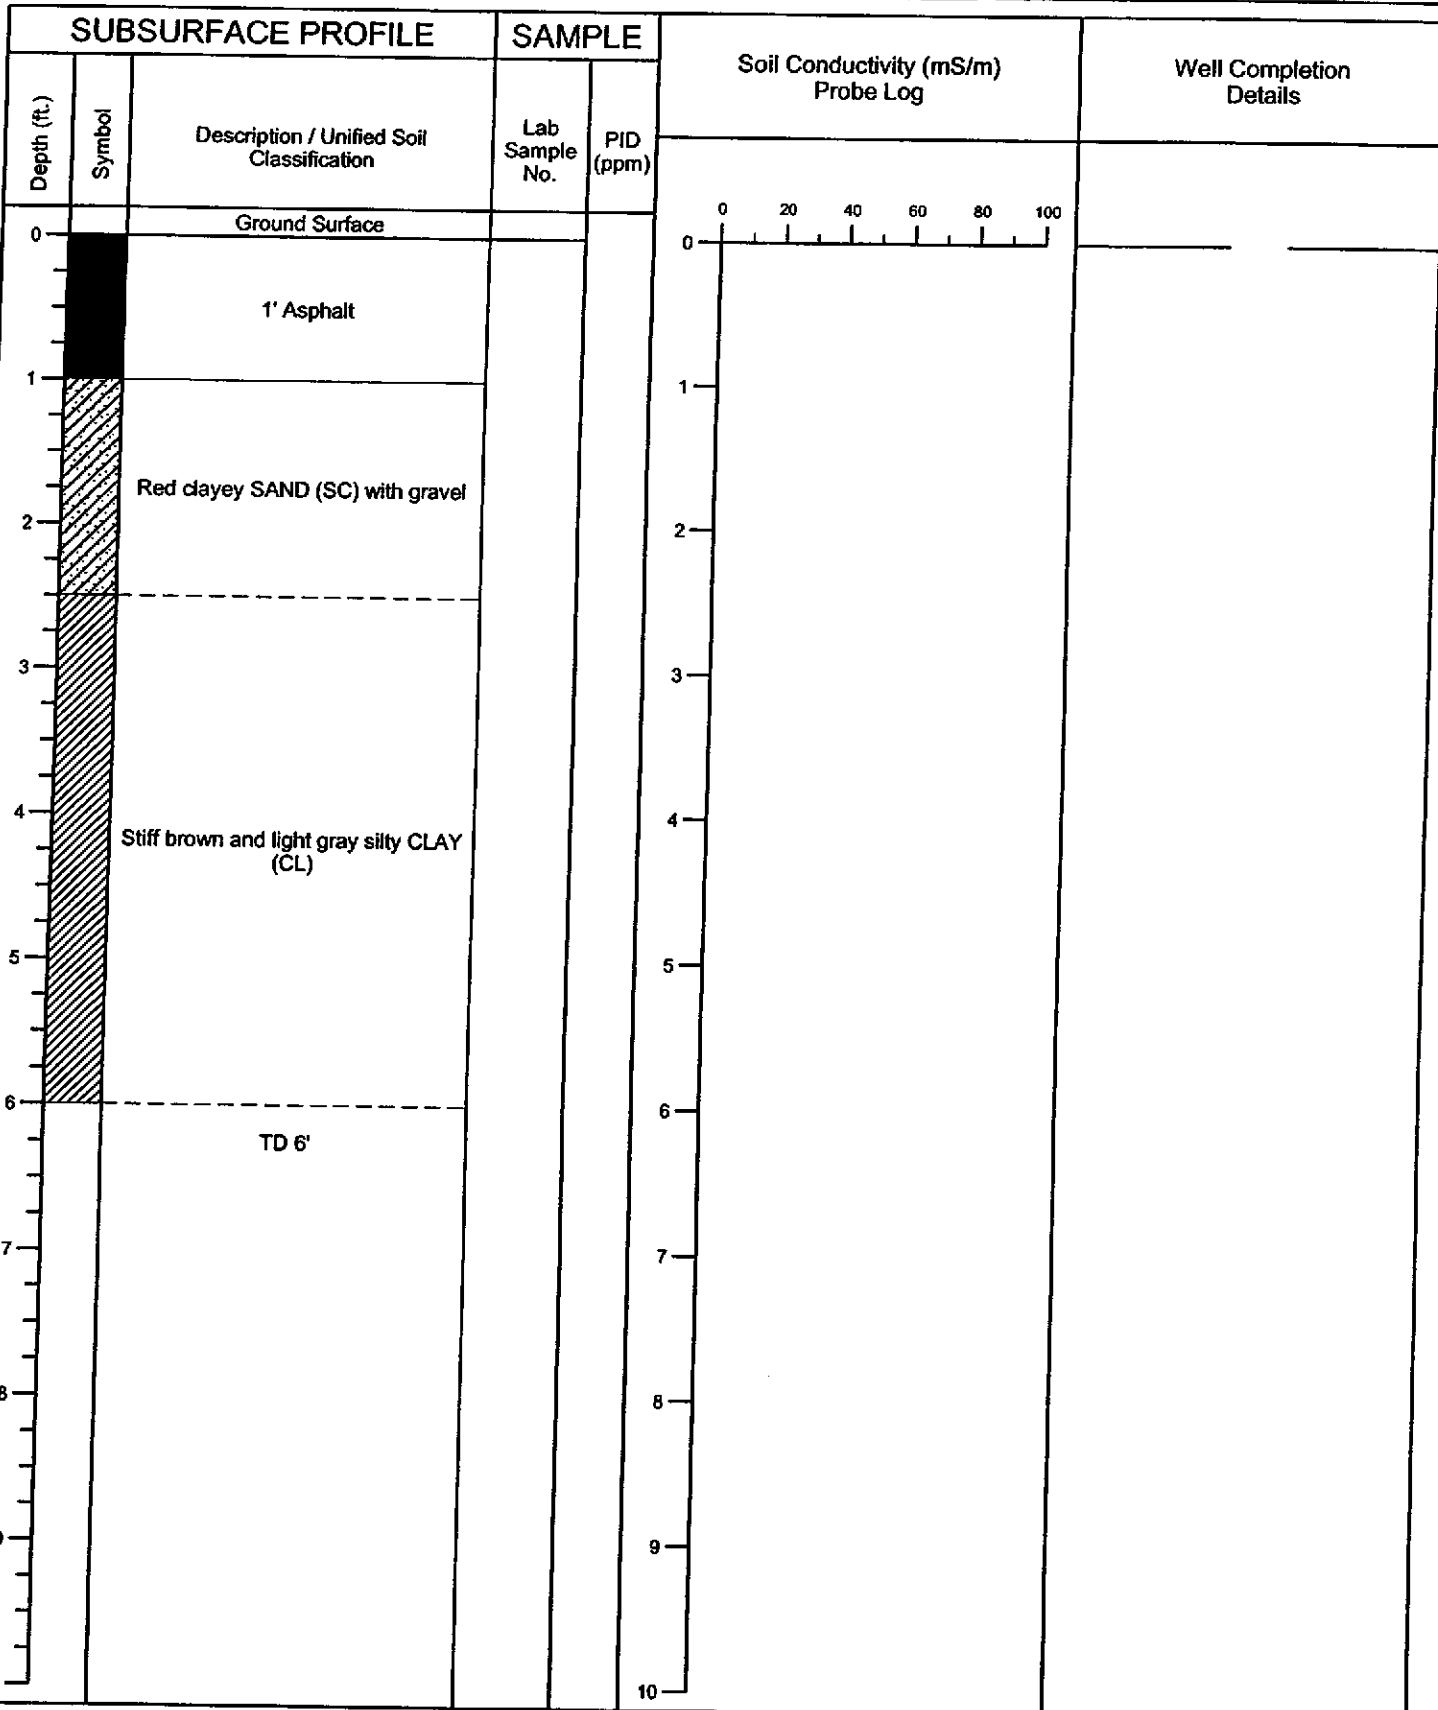 SUBSURFACE PROFILE
SAMPLE
Soil Conductivity (mS/m)
Probe Log
Well Completion
Details
Depth (ft.)
Symbol
Description / Unified Soil
Classification
Lab
Sample
No.
PID
(ppm)
Ground Surface
0 20 40 60 80 100
0
0
1' Asphalt
1
1
Red clayey SAND (SC) with gravel
2
2
3
3
4
4
Stiff brown and light gray silty CLAY
(CL)
5
5
6
6
TD 6'
7
7
8
8
9
10